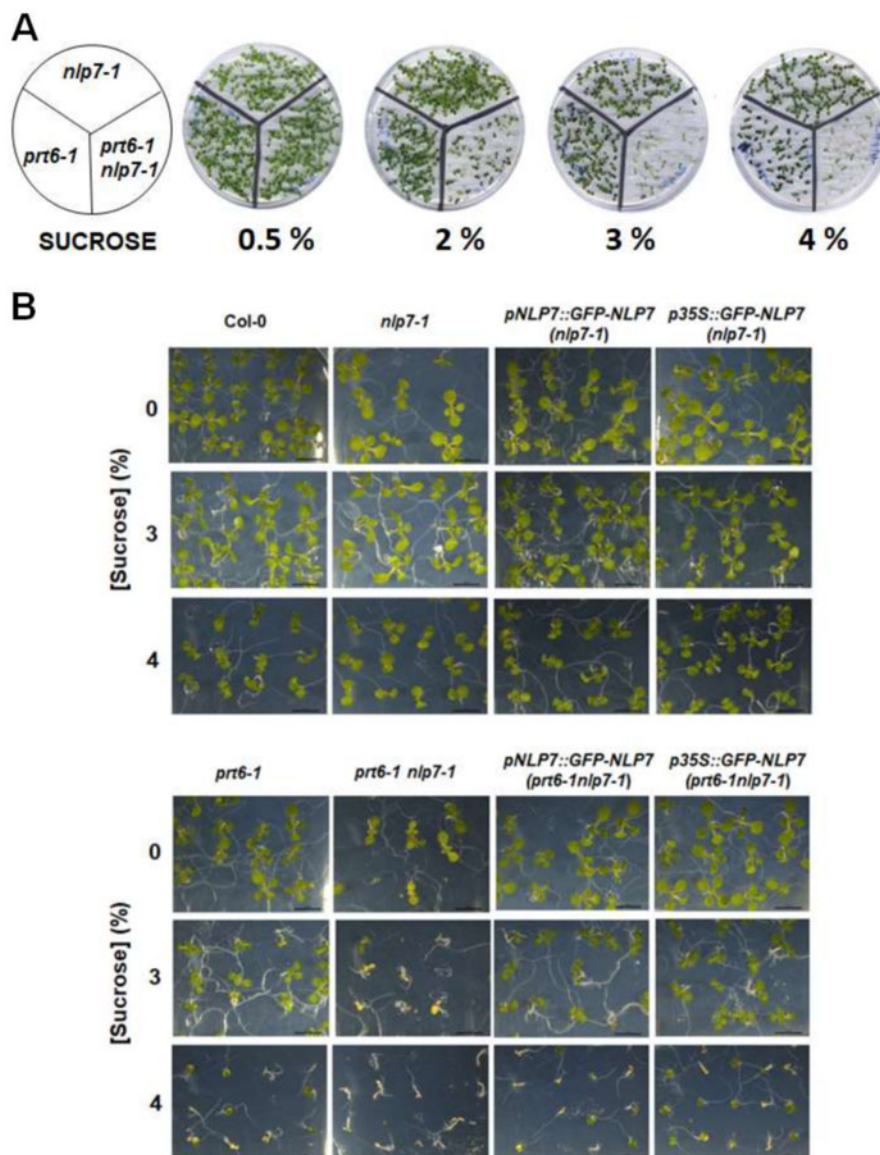 A
nlp7-1
prt6-1
prt6-1
nlp7-1
SUCROSE
0.5 %
2 %
3 %
4 %
B
Col-0
nlp7-1
pNLP7::GFP-NLP7
(nlp7-1)
p35S::GFP-NLP7
(nlp7-1)
[Sucrose] (%)
0
3
4
prt6-1
prt6-1 nlp7-1
pNLP7::GFP-NLP7
(prt6-1nlp7-1)
p35S::GFP-NLP7
(prt6-1nlp7-1)
[Sucrose] (%)
0
3
4